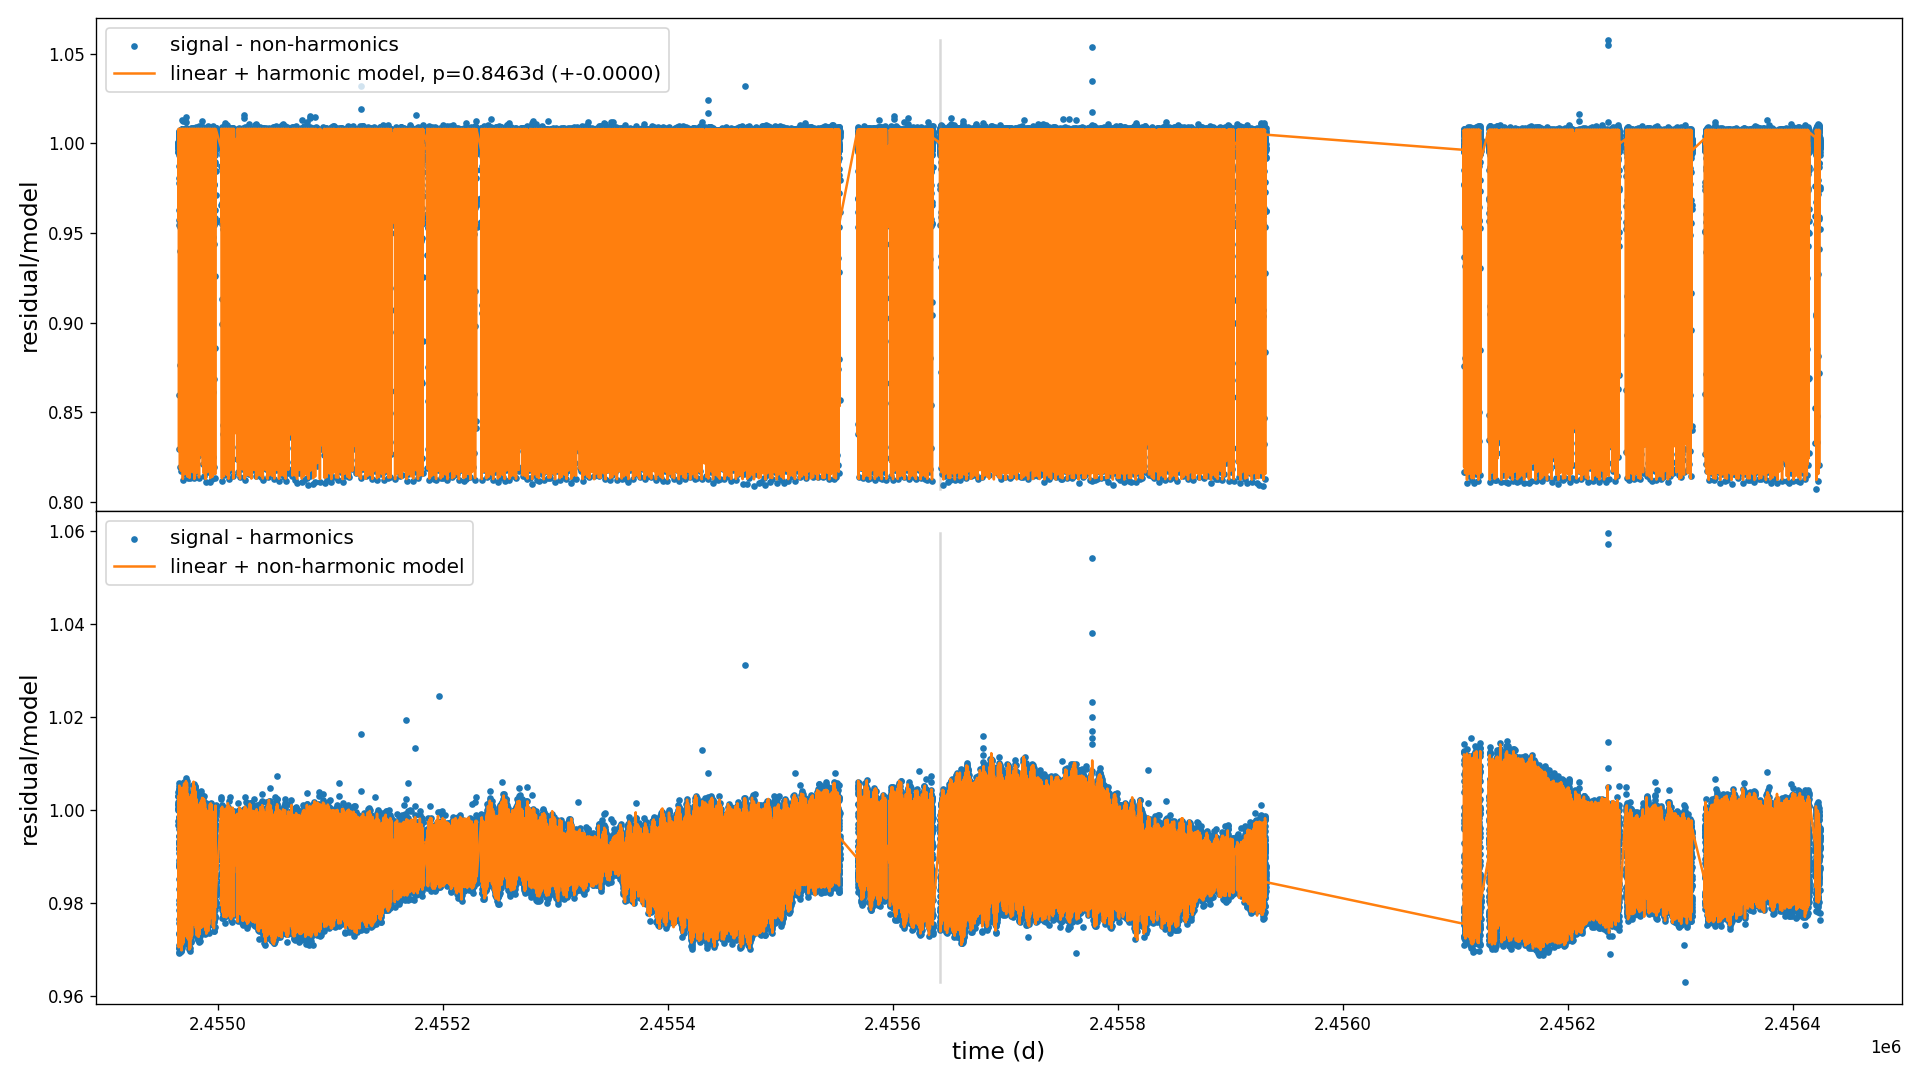 signal - non-harmonics
linear + harmonic model, p=0.8463d (+-0.0000)
1.05
1.00
0.95
0.90
0.85
0.80
residual/model
signal - harmonics
linear + non-harmonic model
1.06
1.04
1.02
1.00
0.98
0.96
residual/model
2.4550
2.4552
2.4554
2.4556
2.4558
2.4560
2.4562
2.4564
1e6
time (d)